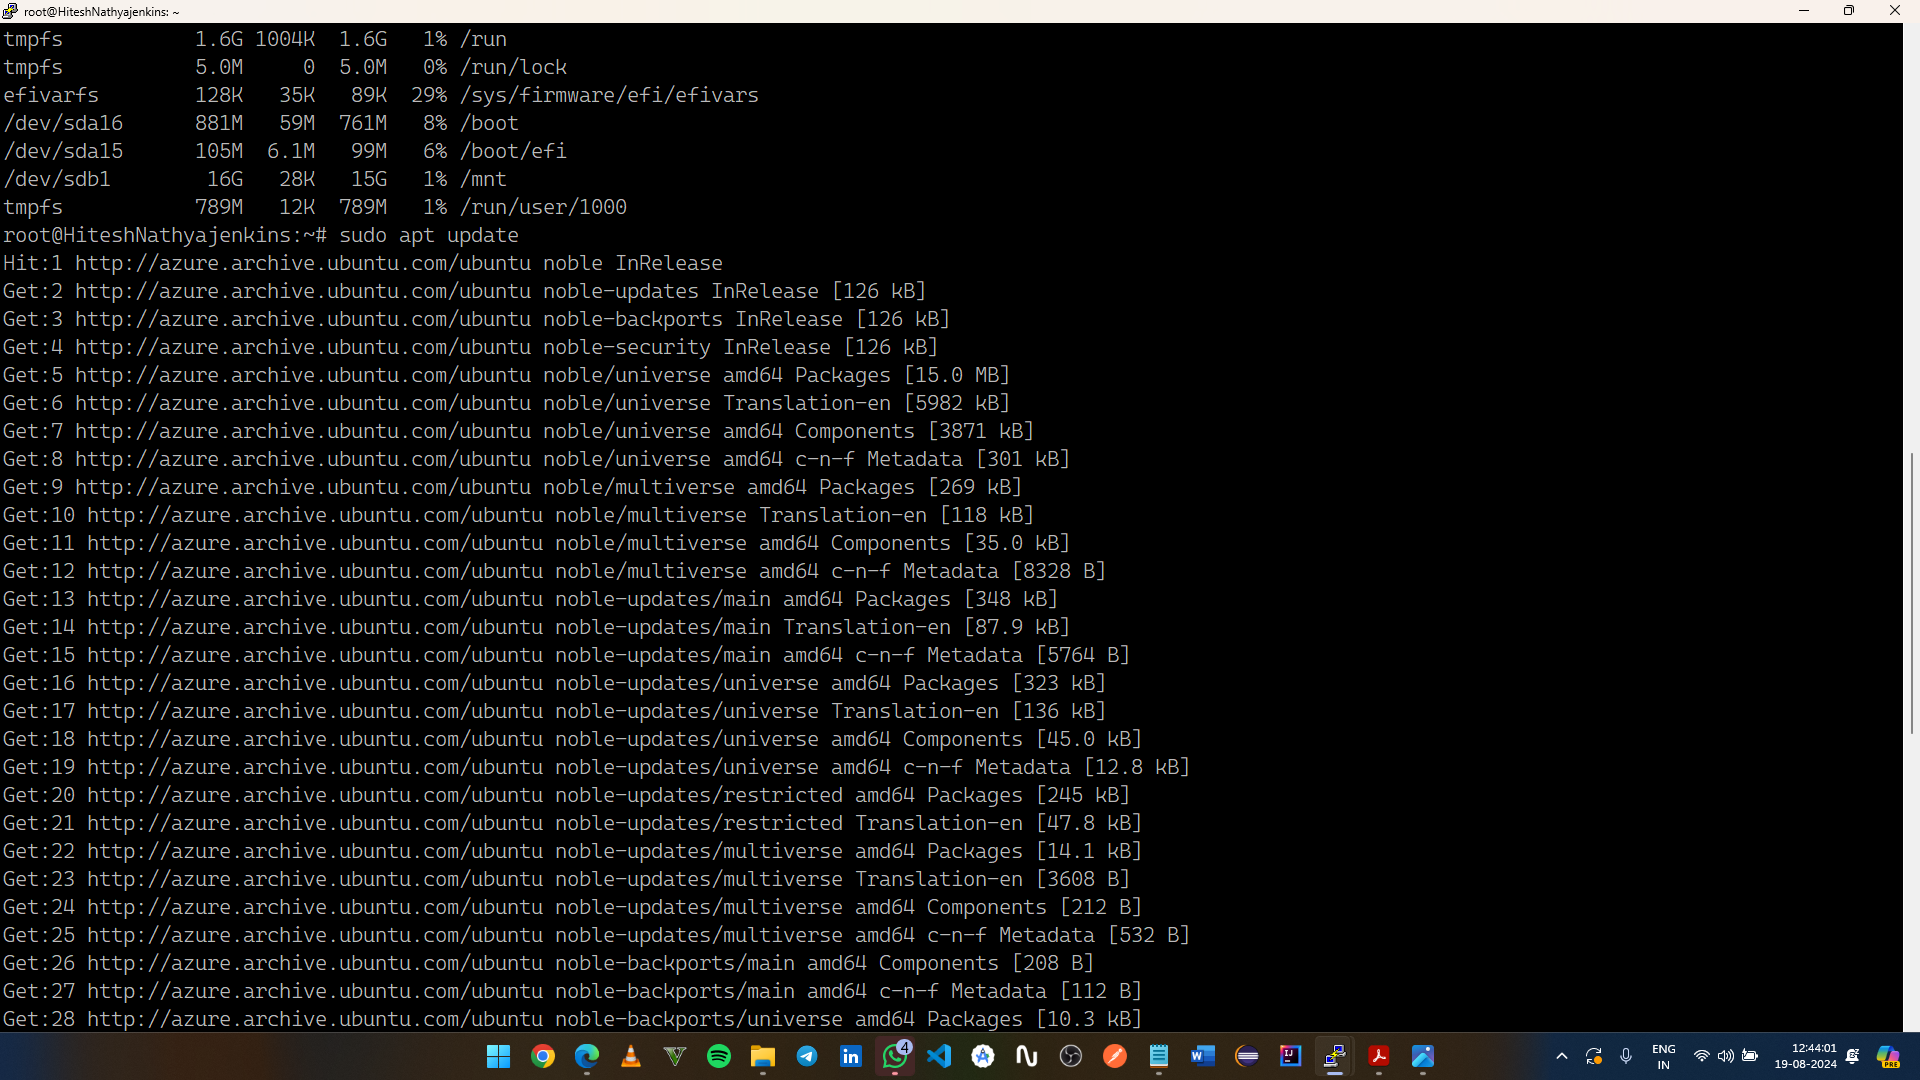 root@HiteshNathyajenkins: ~
tmpfs           1.6G 1004K  1.6G   1% /run
tmpfs           5.0M     0  5.0M   0% /run/lock
efivarfs        128K   35K   89K  29% /sys/firmware/efi/efivars
/dev/sda16      881M   59M  761M   8% /boot
/dev/sda15      105M  6.1M   99M   6% /boot/efi
/dev/sdb1        16G   28K   15G   1% /mnt
tmpfs           789M   12K  789M   1% /run/user/1000
root@HiteshNathyajenkins:~# sudo apt update
Hit:1 http://azure.archive.ubuntu.com/ubuntu noble InRelease
Get:2 http://azure.archive.ubuntu.com/ubuntu noble-updates InRelease [126 kB]
Get:3 http://azure.archive.ubuntu.com/ubuntu noble-backports InRelease [126 kB]
Get:4 http://azure.archive.ubuntu.com/ubuntu noble-security InRelease [126 kB]
Get:5 http://azure.archive.ubuntu.com/ubuntu noble/universe amd64 Packages [15.0 MB]
Get:6 http://azure.archive.ubuntu.com/ubuntu noble/universe Translation-en [5982 kB]
Get:7 http://azure.archive.ubuntu.com/ubuntu noble/universe amd64 Components [3871 kB]
Get:8 http://azure.archive.ubuntu.com/ubuntu noble/universe amd64 c-n-f Metadata [301 kB]
Get:9 http://azure.archive.ubuntu.com/ubuntu noble/multiverse amd64 Packages [269 kB]
Get:10 http://azure.archive.ubuntu.com/ubuntu noble/multiverse Translation-en [118 kB]
Get:11 http://azure.archive.ubuntu.com/ubuntu noble/multiverse amd64 Components [35.0 kB]
Get:12 http://azure.archive.ubuntu.com/ubuntu noble/multiverse amd64 c-n-f Metadata [8328 B]
Get:13 http://azure.archive.ubuntu.com/ubuntu noble-updates/main amd64 Packages [348 kB]
Get:14 http://azure.archive.ubuntu.com/ubuntu noble-updates/main Translation-en [87.9 kB]
Get:15 http://azure.archive.ubuntu.com/ubuntu noble-updates/main amd64 c-n-f Metadata [5764 B]
Get:16 http://azure.archive.ubuntu.com/ubuntu noble-updates/universe amd64 Packages [323 kB]
Get:17 http://azure.archive.ubuntu.com/ubuntu noble-updates/universe Translation-en [136 kB]
Get:18 http://azure.archive.ubuntu.com/ubuntu noble-updates/universe amd64 Components [45.0 kB]
Get:19 http://azure.archive.ubuntu.com/ubuntu noble-updates/universe amd64 c-n-f Metadata [12.8 kB]
Get:20 http://azure.archive.ubuntu.com/ubuntu noble-updates/restricted amd64 Packages [245 kB]
Get:21 http://azure.archive.ubuntu.com/ubuntu noble-updates/restricted Translation-en [47.8 kB]
Get:22 http://azure.archive.ubuntu.com/ubuntu noble-updates/multiverse amd64 Packages [14.1 kB]
Get:23 http://azure.archive.ubuntu.com/ubuntu noble-updates/multiverse Translation-en [3608 B]
Get:24 http://azure.archive.ubuntu.com/ubuntu noble-updates/multiverse amd64 Components [212 B]
Get:25 http://azure.archive.ubuntu.com/ubuntu noble-updates/multiverse amd64 c-n-f Metadata [532 B]
Get:26 http://azure.archive.ubuntu.com/ubuntu noble-backports/main amd64 Components [208 B]
Get:27 http://azure.archive.ubuntu.com/ubuntu noble-backports/main amd64 c-n-f Metadata [112 B]
Get:28 http://azure.archive.ubuntu.com/ubuntu noble-backports/universe amd64 Packages [10.3 kB]
4
ENG
IN
12:44:01
19-08-2024
PRE